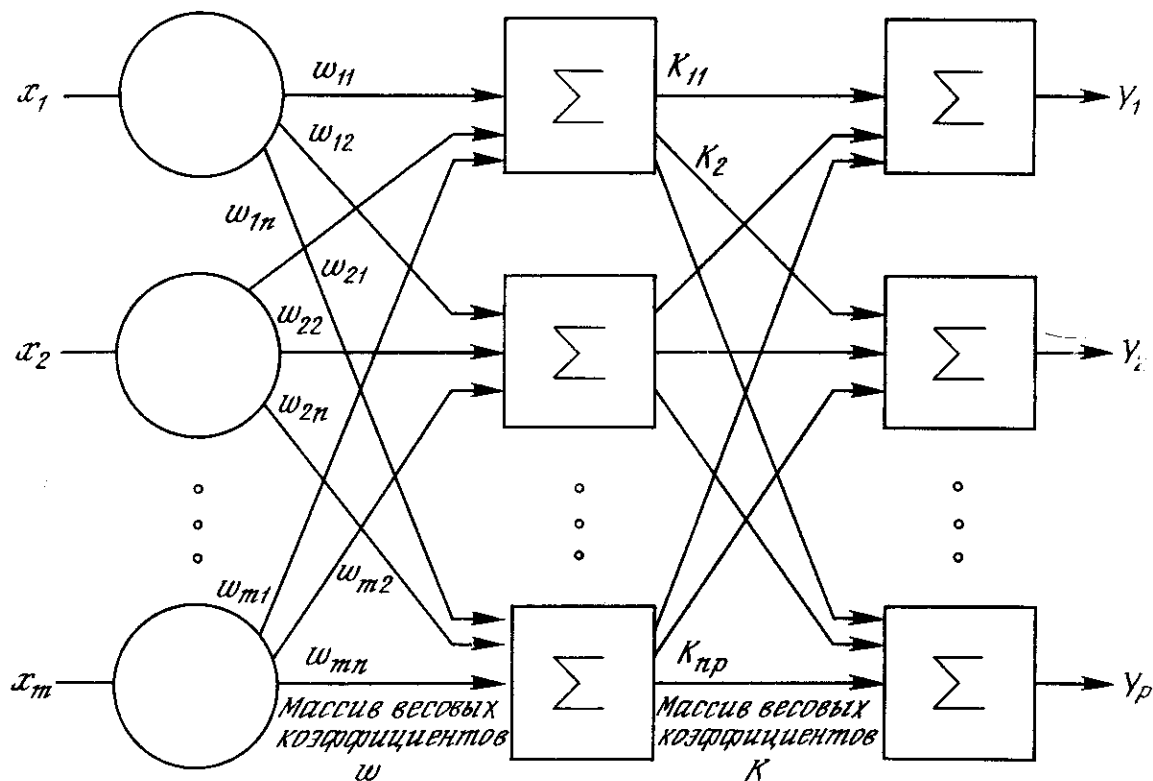 x₁
w₁₁
Σ
K₁₁
Σ
Y₁
w₁₂
K₂
w₁ₙ
w₂₁
x₂
w₂₂
Σ
Σ
Y₂
w₂ₙ
wₘ₁
wₘ₂
xₘ
wₘₙ
Σ
Kₙₚ
Σ
Yₚ
Массив весовых
коэффициентов
w
Массив весовых
коэффициентов
K